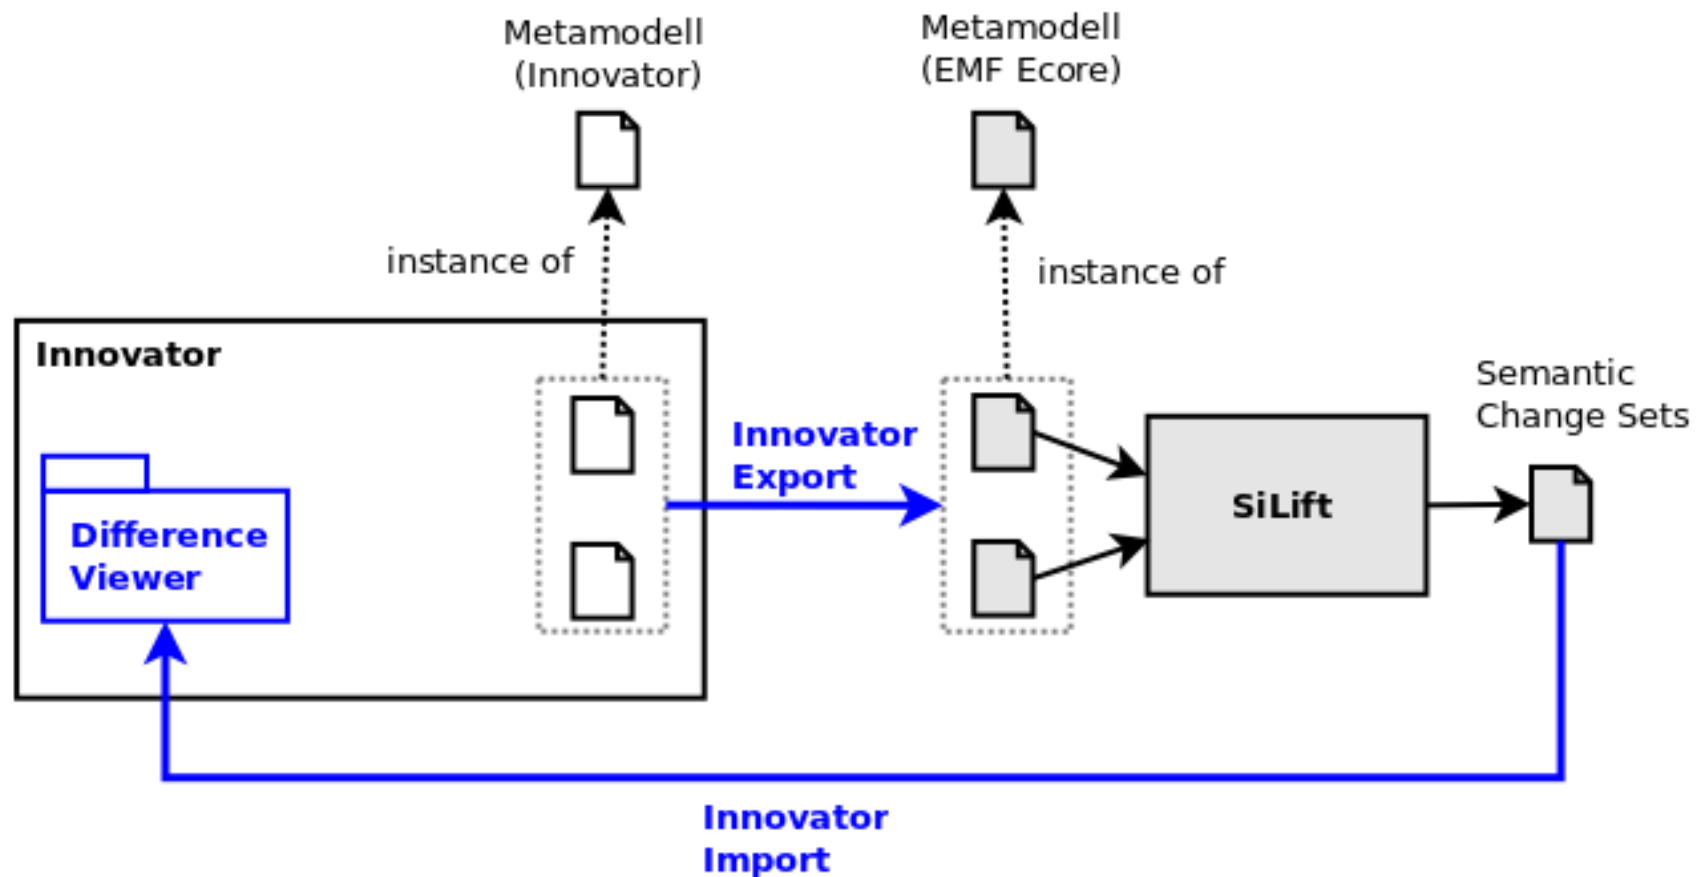 Metamodell
(Innovator)
Metamodell
(EMF Ecore)
instance of
instance of
Innovator
Difference
Viewer
Innovator
Export
SiLift
Semantic
Change Sets
Innovator
Import